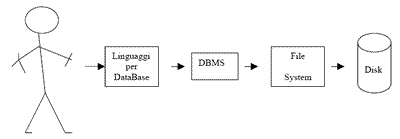 Linguaggi
per
DataBase
DBMS
File
System
Disk